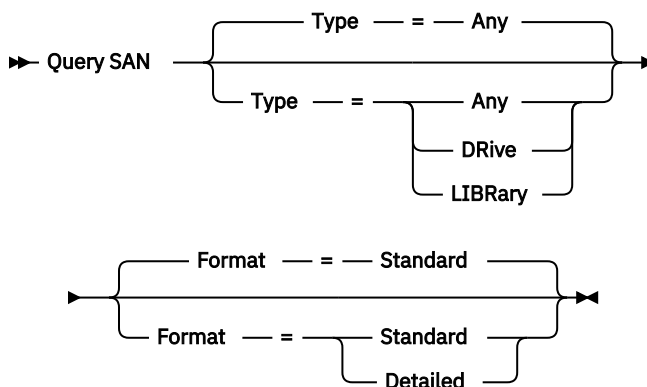 Type = Any
Query SAN
Type = Any
DRive
LIBRary
Format = Standard
Format = Standard
Detailed